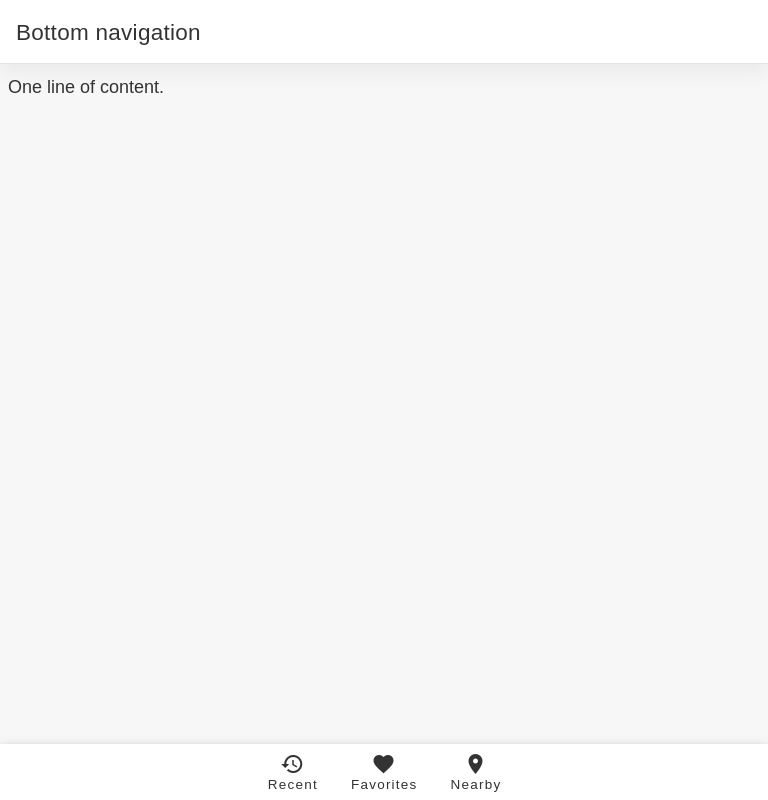 Bottom navigation
One line of content.
Recent
Favorites
Nearby